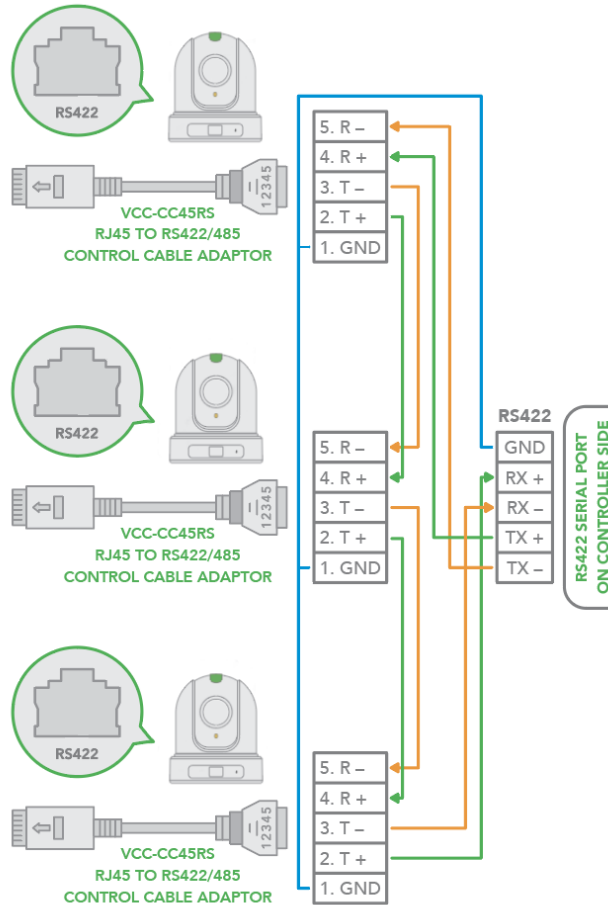 RS422
VCC-CC45RS
RJ45 TO RS422/485
CONTROL CABLE ADAPTOR
12345
5. R –
4. R +
3. T –
2. T +
1. GND
RS422
VCC-CC45RS
RJ45 TO RS422/485
CONTROL CABLE ADAPTOR
12345
5. R –
4. R +
3. T –
2. T +
1. GND
RS422
GND
RX +
RX –
TX +
TX –
RS422 SERIAL PORT
ON CONTROLLER SIDE
RS422
VCC-CC45RS
RJ45 TO RS422/485
CONTROL CABLE ADAPTOR
12345
5. R –
4. R +
3. T –
2. T +
1. GND